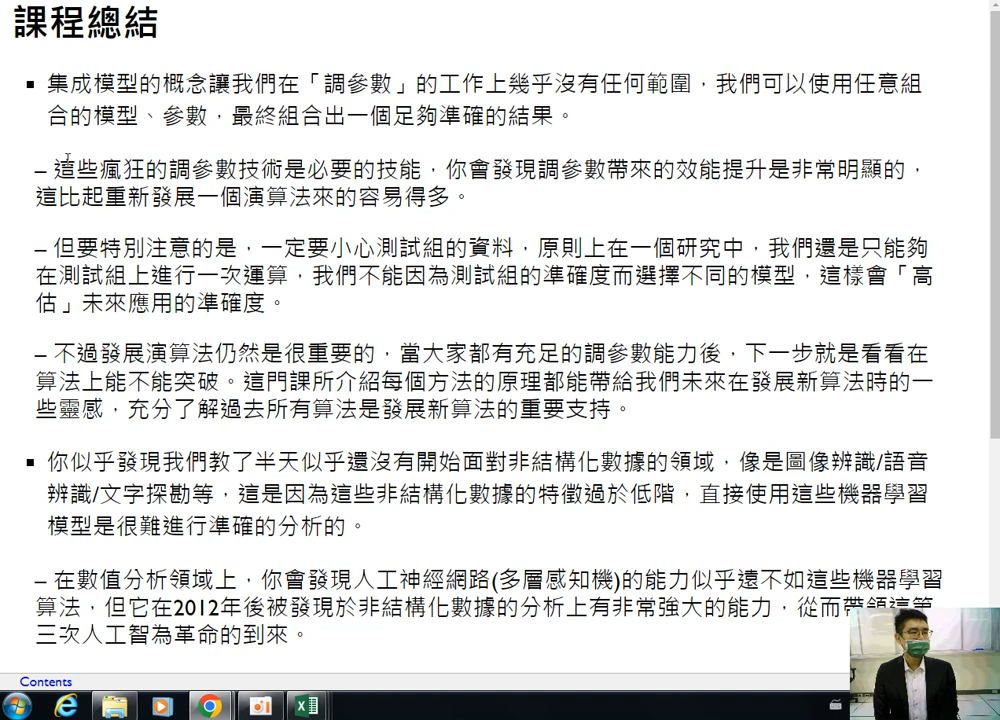 課程總結
集成模型的概念讓我們在「調參數」的工作上幾乎沒有任何範圍，我們可以使用任意組
合的模型、參數，最終組合出一個足夠準確的結果。
– 這些瘋狂的調參數技術是必要的技能，你會發現調參數帶來的效能提升是非常明顯的，
這比起重新發展一個演算法來的容易得多。
– 但要特別注意的是，一定要小心測試組的資料，原則上在一個研究中，我們還是只能夠
在測試組上進行一次運算，我們不能因為測試組的準確度而選擇不同的模型，這樣會「高
估」未來應用的準確度。
– 不過發展演算法仍然是很重要的，當大家都有充足的調參數能力後，下一步就是看看在
算法上能不能突破。這門課所介紹每個方法的原理都能帶給我們未來在發展新算法時的一
些靈感，充分了解過去所有算法是發展新算法的重要支持。
你似乎發現我們教了半天似乎還沒有開始面對非結構化數據的領域，像是圖像辨識/語音
辨識/文字探勘等，這是因為這些非結構化數據的特徵過於低階，直接使用這些機器學習
模型是很難進行準確的分析的。
– 在數值分析領域上，你會發現人工神經網路(多層感知機)的能力似乎遠不如這些機器學習
算法，但它在2012年後被發現於非結構化數據的分析上有非常強大的能力，從而帶領這第
三次人工智為革命的到來。
Contents